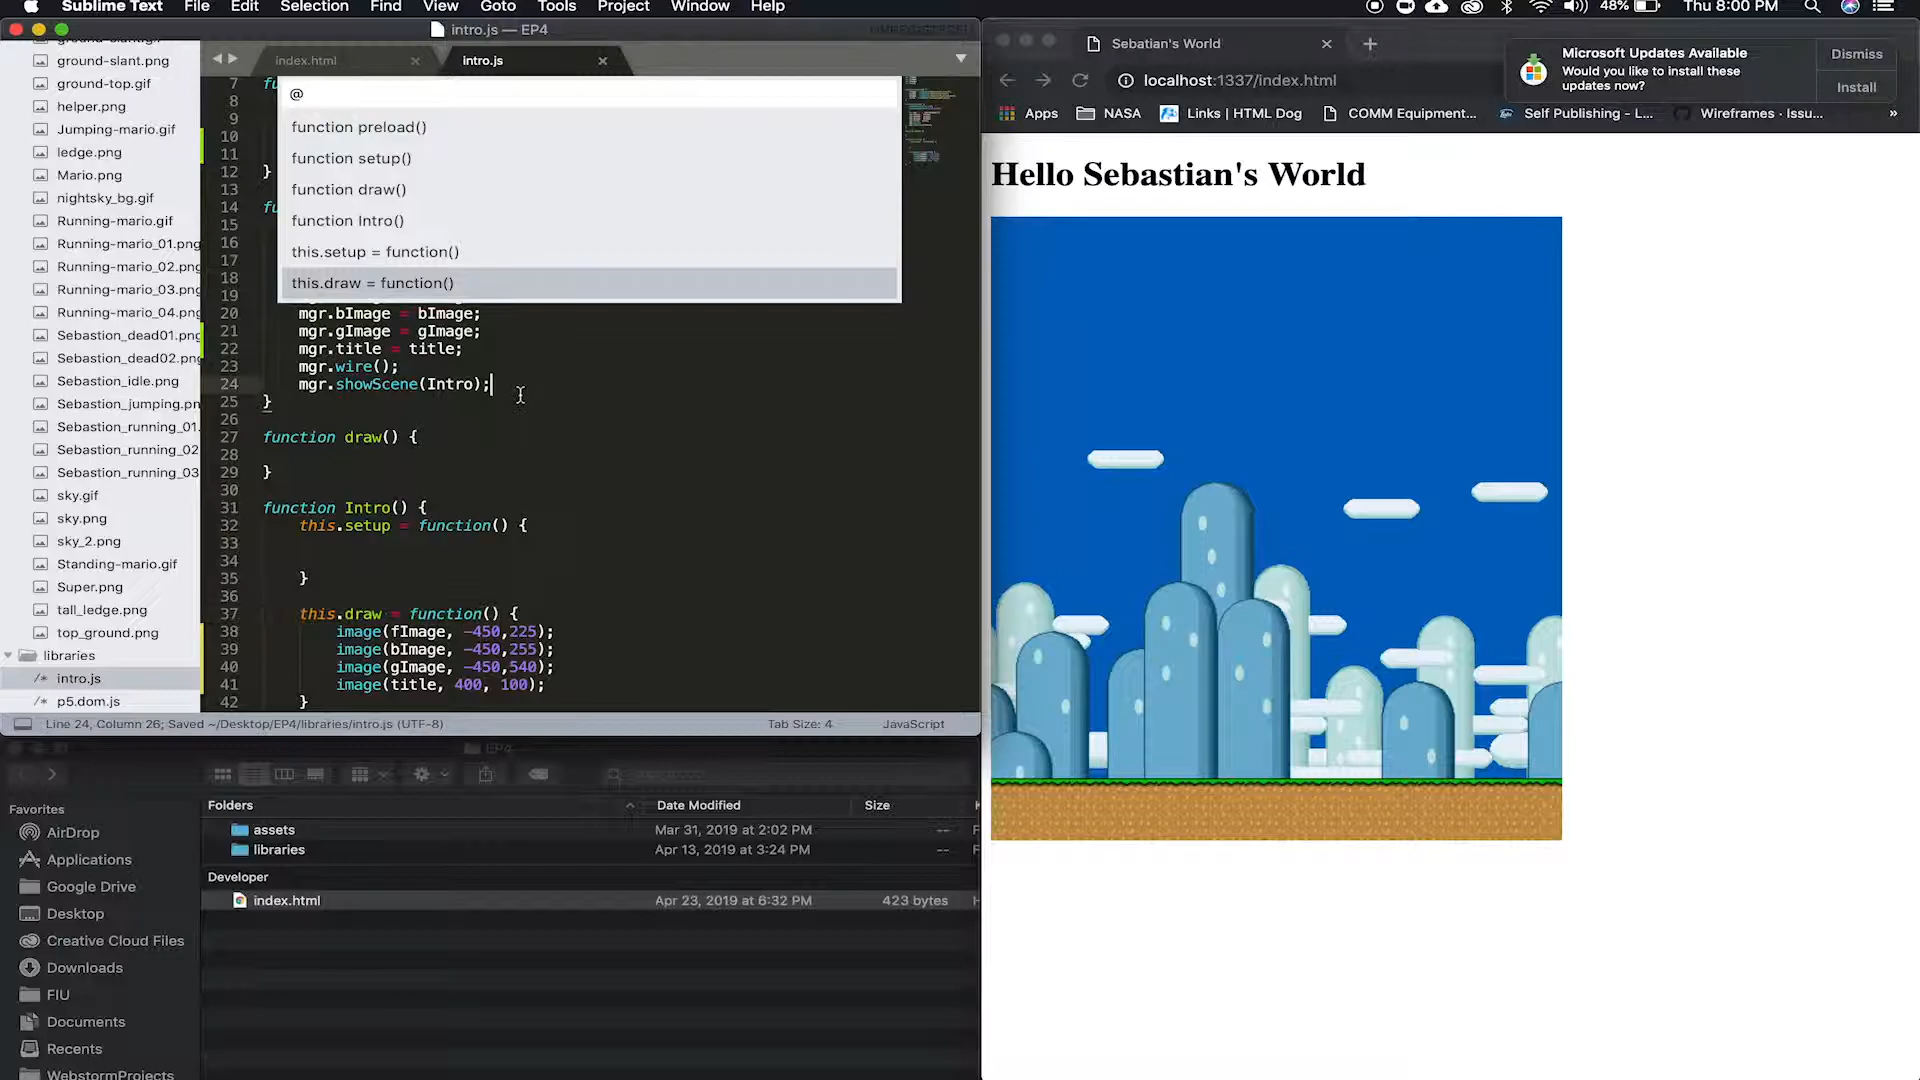 Sublime Text File Edit Selection Find View Goto Tools Project Window Help
48% Thu 8:00 PM
intro.js — EP4
ground-slant.gif
ground-slant.png
ground-top.gif
helper.png
Jumping-mario.gif
ledge.png
Mario.png
nightsky_bg.gif
Running-mario.gif
Running-mario_01.png
Running-mario_02.png
Running-mario_03.png
Running-mario_04.png
Sebastion_dead01.png
Sebastion_dead02.png
Sebastion_idle.png
Sebastion_jumping.pn
Sebastion_running_01.
Sebastion_running_02
Sebastion_running_03
sky.gif
sky.png
sky_2.png
Standing-mario.gif
Super.png
tall_ledge.png
top_ground.png
libraries
/* intro.js
/* p5.dom.js
index.html
intro.js
@
function preload()
function setup()
function draw()
function Intro()
this.setup = function()
this.draw = function()
7 fu
8
9
10
11
12 }
13
14 fu
15
16
17
18
19
20 mgr.bImage = bImage;
21 mgr.gImage = gImage;
22 mgr.title = title;
23 mgr.wire();
24 mgr.showScene(Intro);
25 }
26
27 function draw() {
28
29 }
30
31 function Intro() {
32 this.setup = function() {
33
34
35 }
36
37 this.draw = function() {
38 image(fImage, -450,225);
39 image(bImage, -450,255);
40 image(gImage, -450,540);
41 image(title, 400, 100);
42 }
Line 24, Column 26; Saved ~/Desktop/EP4/libraries/intro.js (UTF-8) Tab Size: 4 JavaScript
EP4
Favorites
AirDrop
Applications
Google Drive
Desktop
Creative Cloud Files
Downloads
FIU
Documents
Recents
WebstormProjects
Folders Date Modified Size
assets Mar 31, 2019 at 2:02 PM --
libraries Apr 13, 2019 at 3:24 PM --
Developer
index.html Apr 23, 2019 at 6:32 PM 423 bytes
Sebatian's World
localhost:1337/index.html
Microsoft Updates Available
Would you like to install these
updates now?
Dismiss
Install
Apps NASA Links | HTML Dog COMM Equipment... Self Publishing - L... Wireframes · Issu... »
Hello Sebastian's World